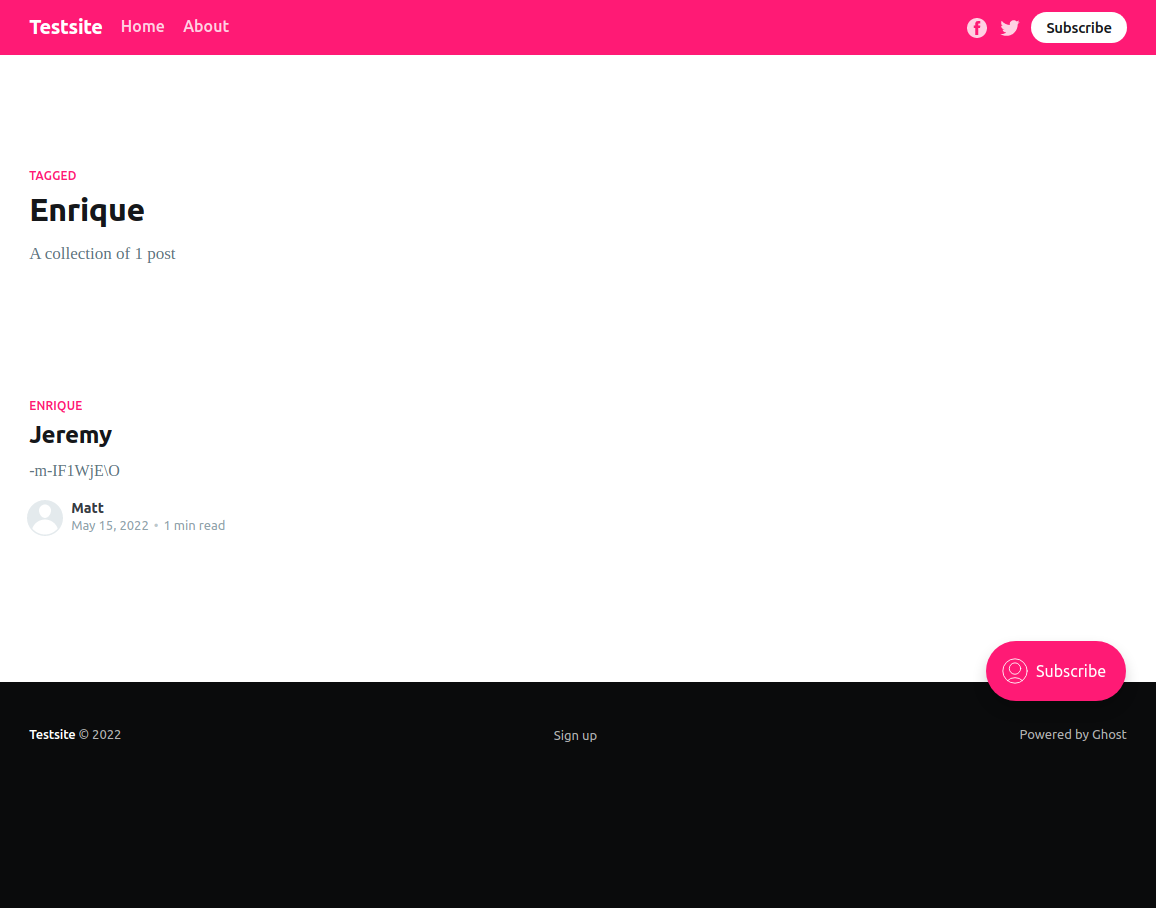 Testsite Home About Subscribe
TAGGED
Enrique
A collection of 1 post
ENRIQUE
Jeremy
-m-IF1WjE\O
Matt
May 15, 2022 • 1 min read
Subscribe
Testsite © 2022 Sign up Powered by Ghost